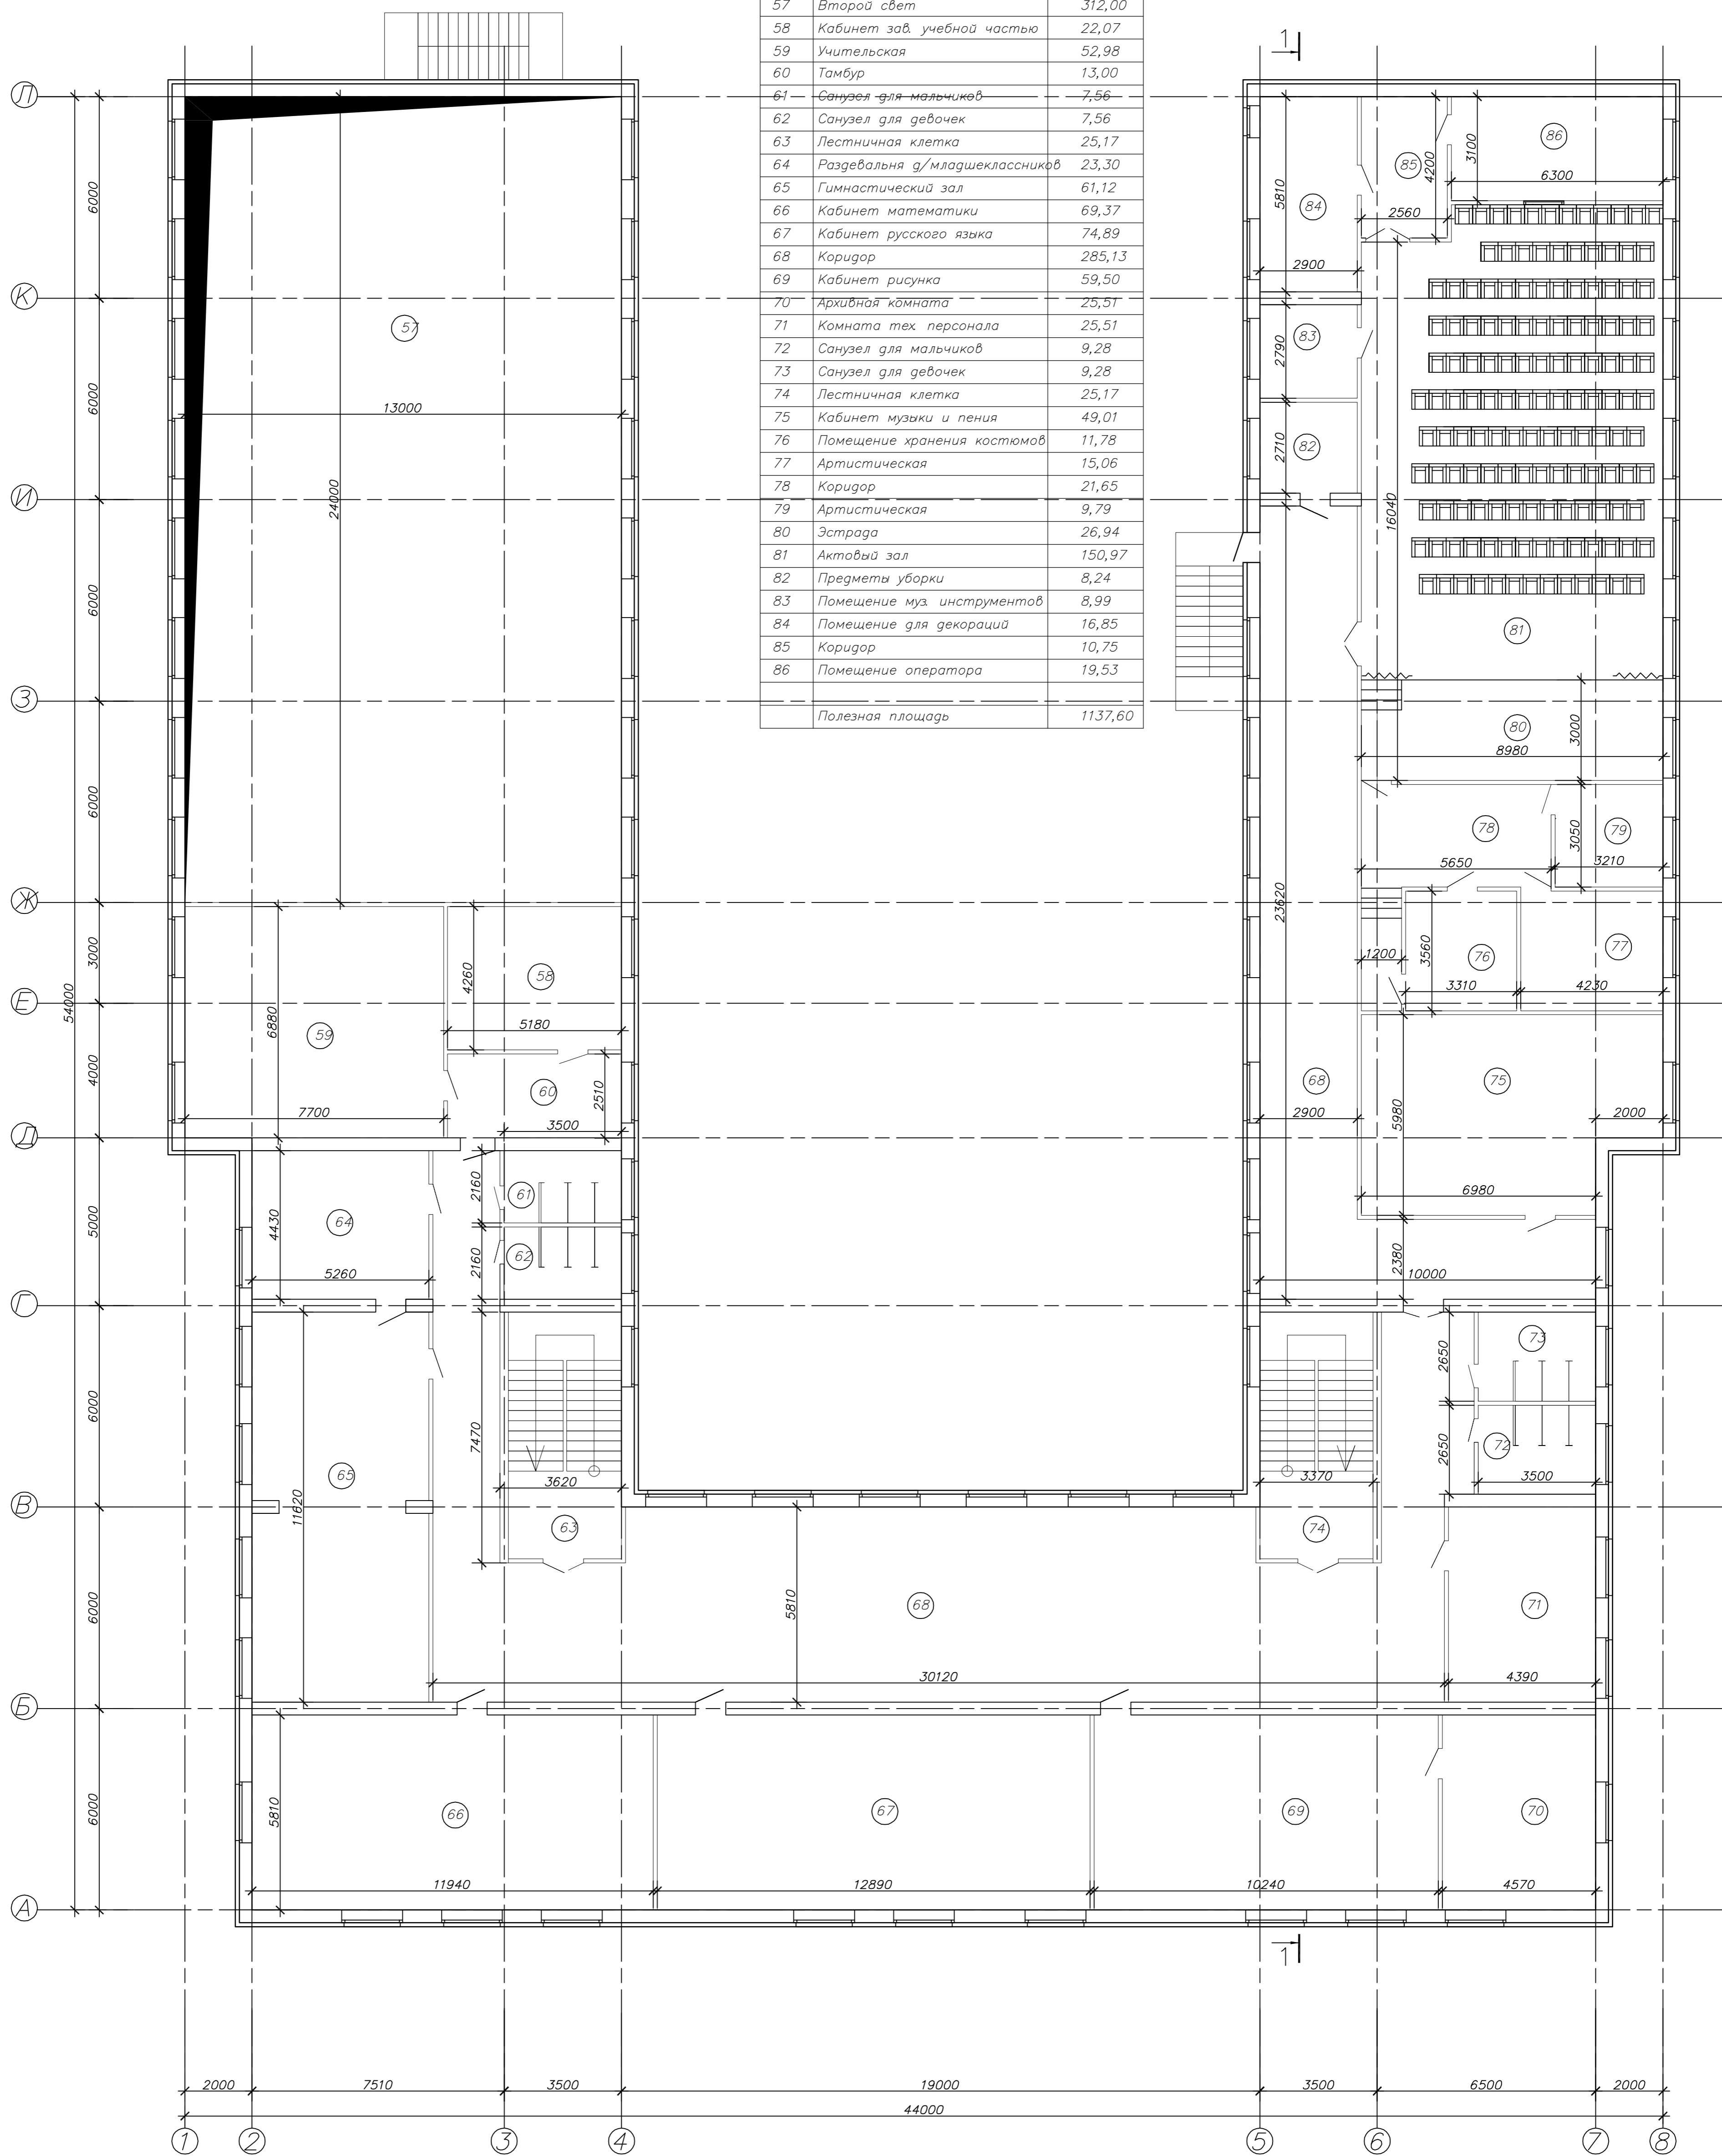 57 Второй свет 312,00
58 Кабинет зав. учебной частью 22,07
59 Учительская 52,98
60 Тамбур 13,00
61 Санузел для мальчиков 7,56
62 Санузел для девочек 7,56
63 Лестничная клетка 25,17
64 Раздевальня д/младшеклассников 23,30
65 Гимнастический зал 61,12
66 Кабинет математики 69,37
67 Кабинет русского языка 74,89
68 Коридор 285,13
69 Кабинет рисунка 59,50
70 Архивная комната 25,51
71 Комната тех. персонала 25,51
72 Санузел для мальчиков 9,28
73 Санузел для девочек 9,28
74 Лестничная клетка 25,17
75 Кабинет музыки и пения 49,01
76 Помещение хранения костюмов 11,78
77 Артистическая 15,06
78 Коридор 21,65
79 Артистическая 9,79
80 Эстрада 26,94
81 Актовый зал 150,97
82 Предметы уборки 8,24
83 Помещение муз. инструментов 8,99
84 Помещение для декораций 16,85
85 Коридор 10,75
86 Помещение оператора 19,53
Полезная площадь 1137,60
1
Л
К
И
З
Ж
Е
Д
Г
В
Б
А
54000
6000
6000
6000
6000
3000
4000
5000
6000
6000
6000
57
13000
24000
58
4260
5180
59
6880
7700
60
2510
3500
61
2160
62
2160
64
4430
5260
65
11620
7470
3620
63
84
5810
2900
85
4200
2560
86
3100
6300
83
2790
82
2710
16040
81
80
8980
3000
78
5650
3050
79
3210
23620
1200
3560
76
3310
77
4230
68
2900
75
5980
2000
6980
2380
10000
73
2650
72
2650
3500
3370
74
68
5810
30120
71
4390
66
5810
11940
67
12890
69
10240
70
4570
1
2000 7510 3500 19000 3500 6500 2000
44000
1 2 3 4 5 6 7 8